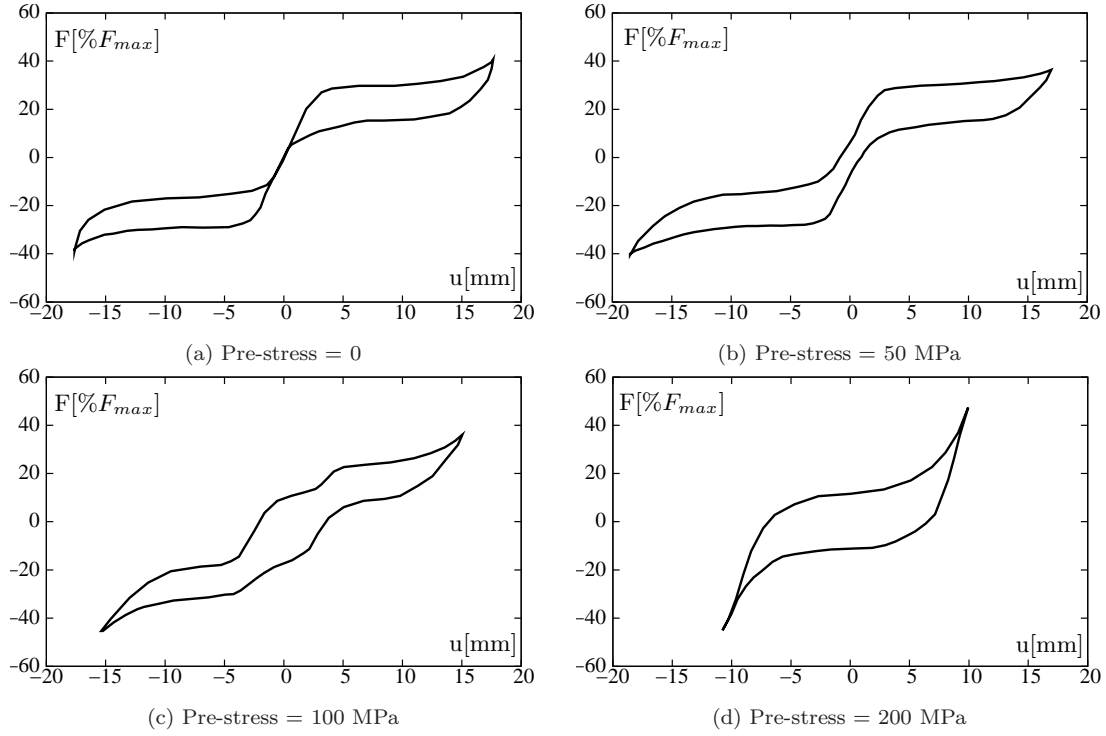 60
40
20
0
–20
–40
–60
F[%F_max]
u[mm]
–20 –15 –10 –5 0 5 10 15 20
(a) Pre-stress = 0
60
40
20
0
–20
–40
–60
F[%F_max]
u[mm]
–20 –15 –10 –5 0 5 10 15 20
(b) Pre-stress = 50 MPa
60
40
20
0
–20
–40
–60
F[%F_max]
u[mm]
–20 –15 –10 –5 0 5 10 15 20
(c) Pre-stress = 100 MPa
60
40
20
0
–20
–40
–60
F[%F_max]
u[mm]
–20 –15 –10 –5 0 5 10 15 20
(d) Pre-stress = 200 MPa